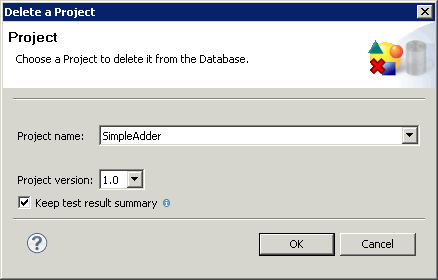 Delete a Project
Project
Choose a Project to delete it from the Database.
Project name: SimpleAdder
Project version: 1.0
Keep test result summary
OK Cancel